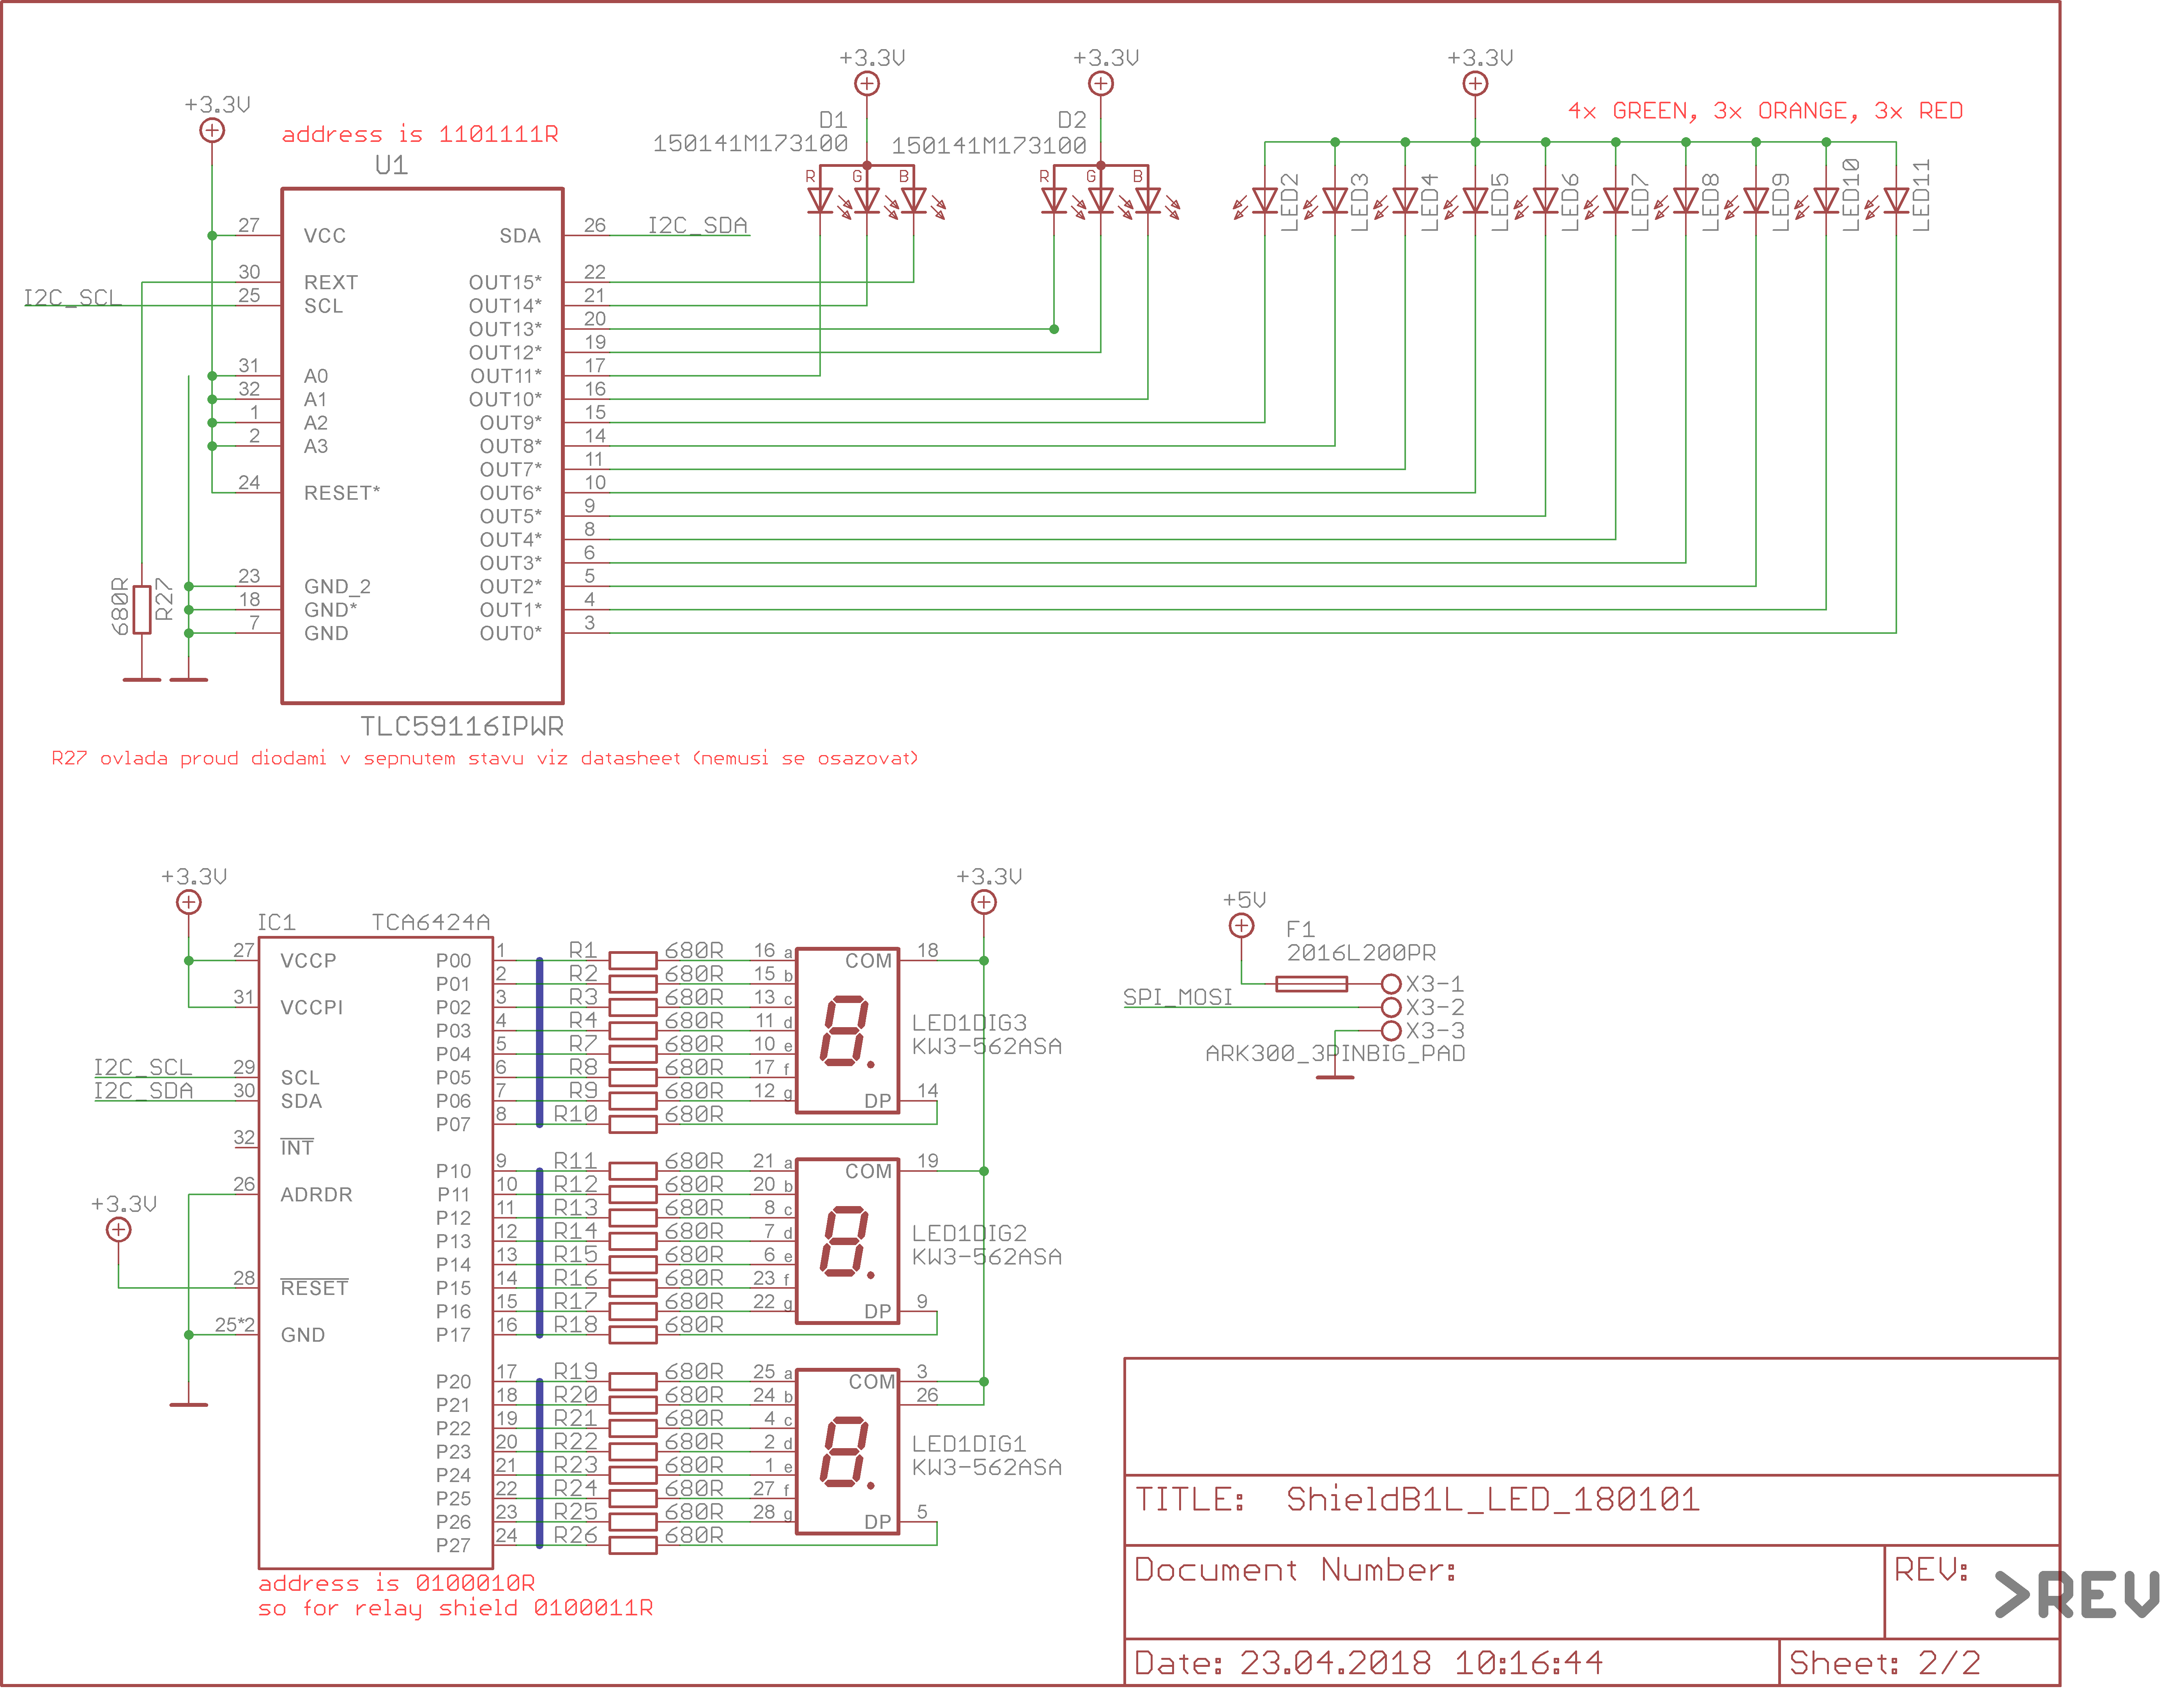 +3.3V
+3.3V
+3.3V
+3.3V
4x GREEN, 3x ORANGE, 3x RED
address is 1101111R
U1
D1
150141M173100
D2
150141M173100
R G B
R G B
LED2
LED3
LED4
LED5
LED6
LED7
LED8
LED9
LED10
LED11
27 VCC SDA 26 I2C_SDA
30 REXT OUT15* 22
I2C_SCL 25 SCL OUT14* 21
OUT13* 20
OUT12* 19
31 A0 OUT11* 17
32 A1 OUT10* 16
1 A2 OUT9* 15
2 A3 OUT8* 14
OUT7* 11
24 RESET* OUT6* 10
OUT5* 9
OUT4* 8
OUT3* 6
23 GND_2 OUT2* 5
18 GND* OUT1* 4
7 GND OUT0* 3
680R
R27
TLC59116IPWR
R27 ovlada proud diodami v sepnutem stavu viz datasheet (nemusi se osazovat)
+3.3V
+3.3V
IC1 TCA6424A
27 VCCP P00 1 R1 680R 16 a COM 18
P01 2 R2 680R 15 b
31 VCCPI P02 3 R3 680R 13 c
P03 4 R4 680R 11 d LED1DIG3
P04 5 R7 680R 10 e KW3-562ASA
I2C_SCL 29 SCL P05 6 R8 680R 17 f
I2C_SDA 30 SDA P06 7 R9 680R 12 g DP 14
P07 8 R10 680R
32 INT
P10 9 R11 680R 21 a COM 19
26 ADRDR P11 10 R12 680R 20 b
+3.3V P12 11 R13 680R 8 c
P13 12 R14 680R 7 d LED1DIG2
P14 13 R15 680R 6 e KW3-562ASA
28 RESET P15 14 R16 680R 23 f
P16 15 R17 680R 22 g DP 9
25*2 GND P17 16 R18 680R
P20 17 R19 680R 25 a COM 3
P21 18 R20 680R 24 b 26
P22 19 R21 680R 4 c
P23 20 R22 680R 2 d LED1DIG1
P24 21 R23 680R 1 e KW3-562ASA
P25 22 R24 680R 27 f
P26 23 R25 680R 28 g DP 5
P27 24 R26 680R
address is 0100010R
so for relay shield 0100011R
+5V
F1
2016L200PR
X3-1
SPI_MOSI X3-2
X3-3
ARK300_3PINBIG_PAD
TITLE: ShieldB1L_LED_180101
Document Number:
REV: >REV
Date: 23.04.2018 10:16:44
Sheet: 2/2